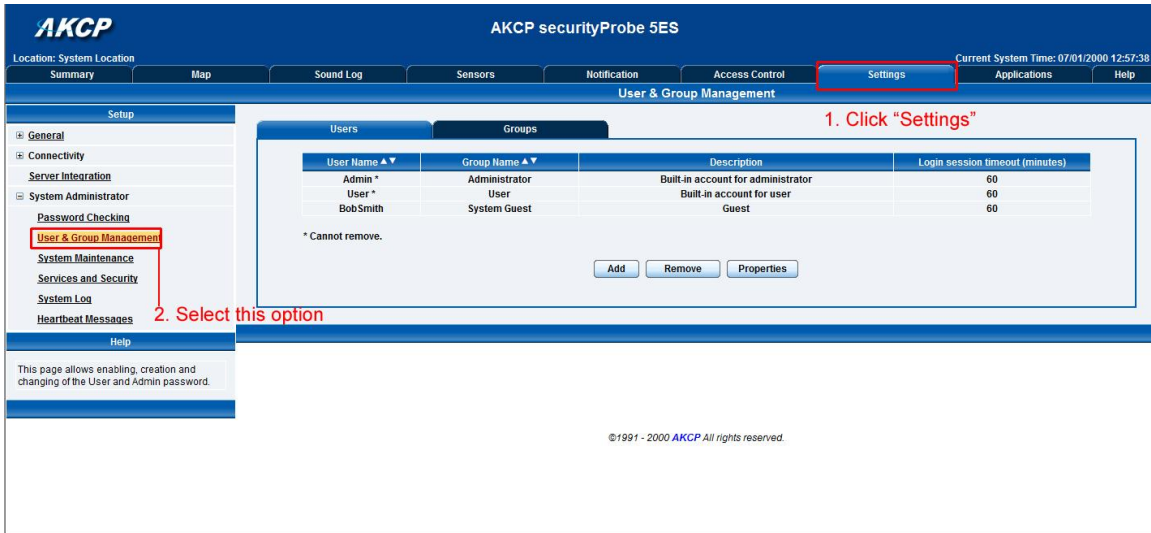 AKCP
AKCP securityProbe 5ES
Location: System Location
Current System Time: 07/01/2000 12:57:38
Summary Map Sound Log Sensors Notification Access Control Settings Applications Help
User & Group Management
1. Click “Settings”
Setup
General
Connectivity
Server Integration
System Administrator
Password Checking
User & Group Management
System Maintenance
Services and Security
System Log
Heartbeat Messages
2. Select this option
Help
This page allows enabling, creation and
changing of the User and Admin password.
Users Groups
User Name ▲▼ Group Name ▲▼ Description Login session timeout (minutes)
Admin * Administrator Built-in account for administrator 60
User * User Built-in account for user 60
BobSmith System Guest Guest 60
* Cannot remove.
Add Remove Properties
©1991 - 2000 AKCP All rights reserved.